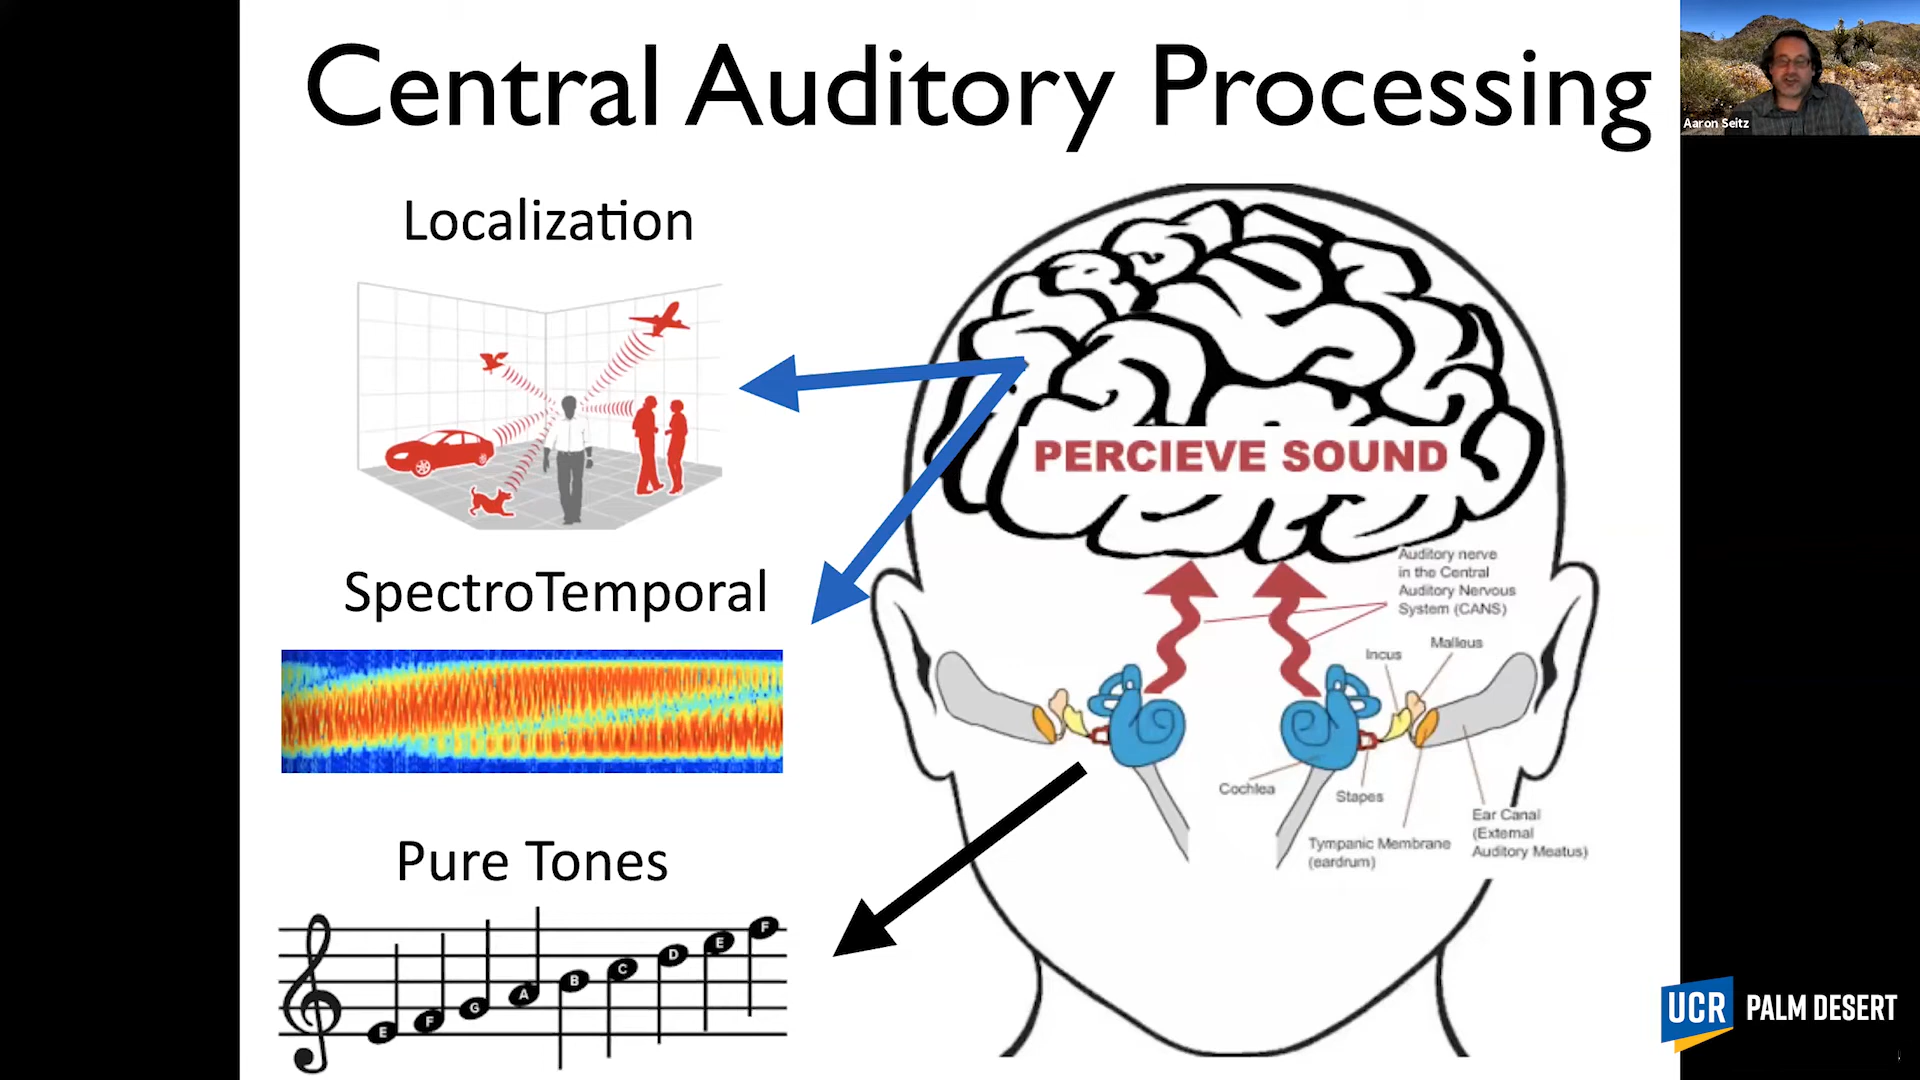 Central Auditory Processing
Aaron Seitz
Localization
PERCIEVE SOUND
Auditory nerve
in the Central
Auditory Nervous
System (CANS)
SpectroTemporal
Malleus
Incus
Cochlea
Stapes
Tympanic Membrane
(eardrum)
Ear Canal
(External
Auditory Meatus)
Pure Tones
E F G A B C D E F
UCR PALM DESERT